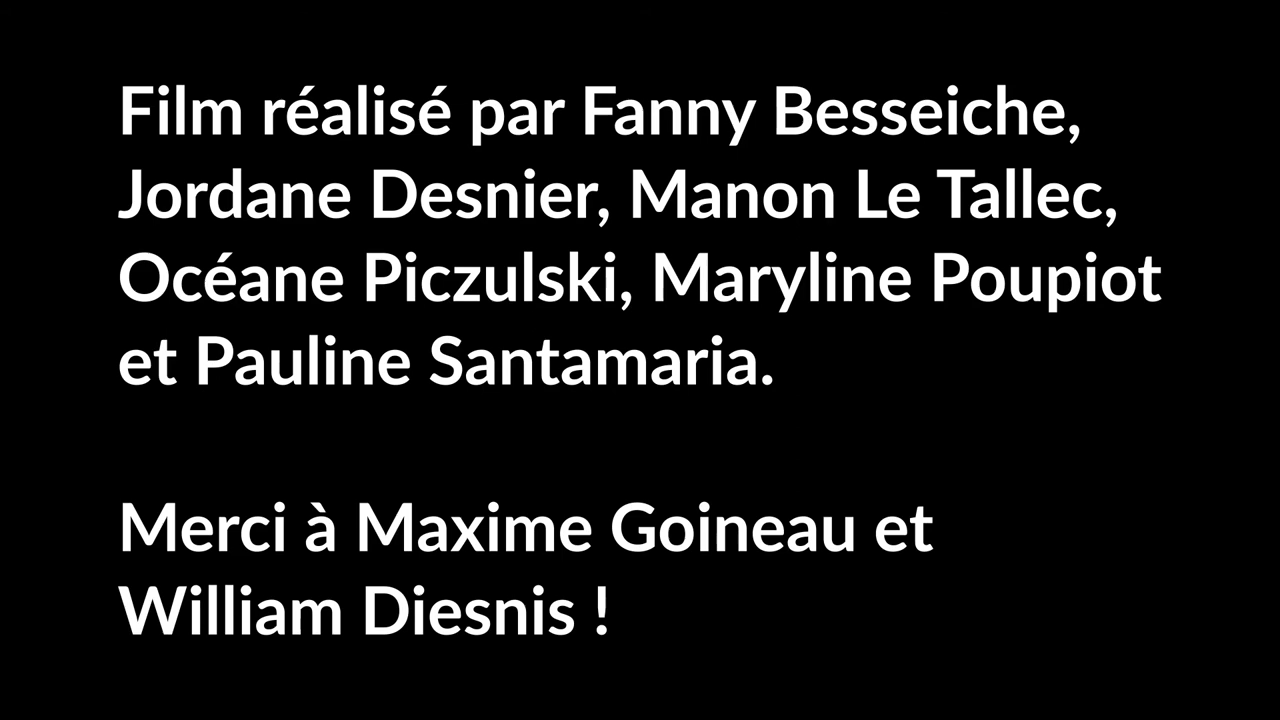 Film réalisé par Fanny Besseiche,
Jordane Desnier, Manon Le Tallec,
Océane Piczulski, Maryline Poupiot
et Pauline Santamaria.
Merci à Maxime Goineau et
William Diesnis !